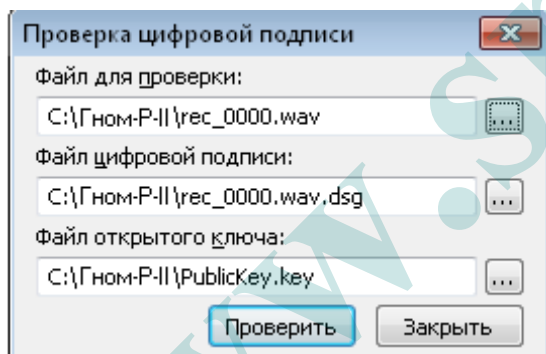 Проверка цифровой подписи
Файл для проверки:
C:\Гном-P-II\rec_0000.wav
...
Файл цифровой подписи:
C:\Гном-P-II\rec_0000.wav.dsg
...
Файл открытого ключа:
C:\Гном-P-II\PublicKey.key
...
Проверить Закрыть